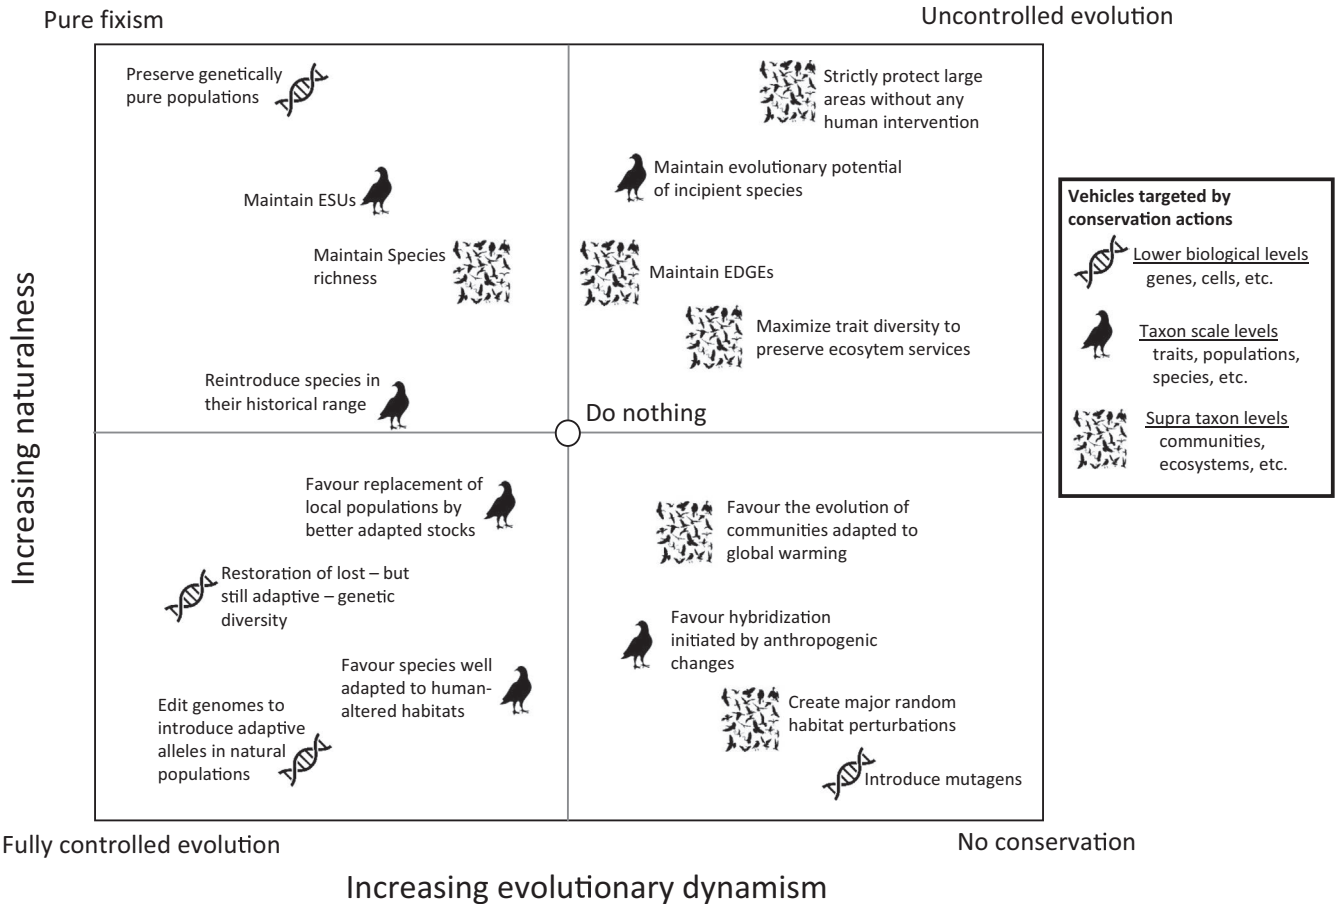 Pure fixism
Uncontrolled evolution
Preserve genetically
pure populations
Strictly protect large
areas without any
human intervention
Maintain evolutionary potential
of incipient species
Maintain ESUs
Maintain Species
richness
Maintain EDGEs
Maximize trait diversity to
preserve ecosytem services
Reintroduce species in
their historical range
Do nothing
Favour replacement of
local populations by
better adapted stocks
Favour the evolution of
communities adapted to
global warming
Restoration of lost – but
still adaptive – genetic
diversity
Favour hybridization
initiated by anthropogenic
changes
Favour species well
adapted to human-
altered habitats
Edit genomes to
introduce adaptive
alleles in natural
populations
Create major random
habitat perturbations
Introduce mutagens
Vehicles targeted by
conservation actions
Lower biological levels
genes, cells, etc.
Taxon scale levels
traits, populations,
species, etc.
Supra taxon levels
communities,
ecosystems, etc.
Increasing naturalness
Fully controlled evolution
No conservation
Increasing evolutionary dynamism